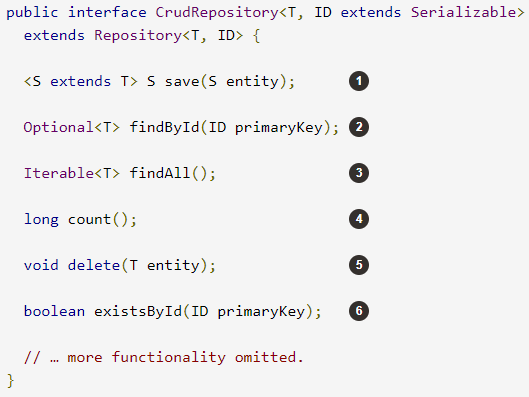 public interface CrudRepository<T, ID extends Serializable>
extends Repository<T, ID> {
<S extends T> S save(S entity); 1
Optional<T> findById(ID primaryKey); 2
Iterable<T> findAll(); 3
long count(); 4
void delete(T entity); 5
boolean existsById(ID primaryKey); 6
// … more functionality omitted.
}